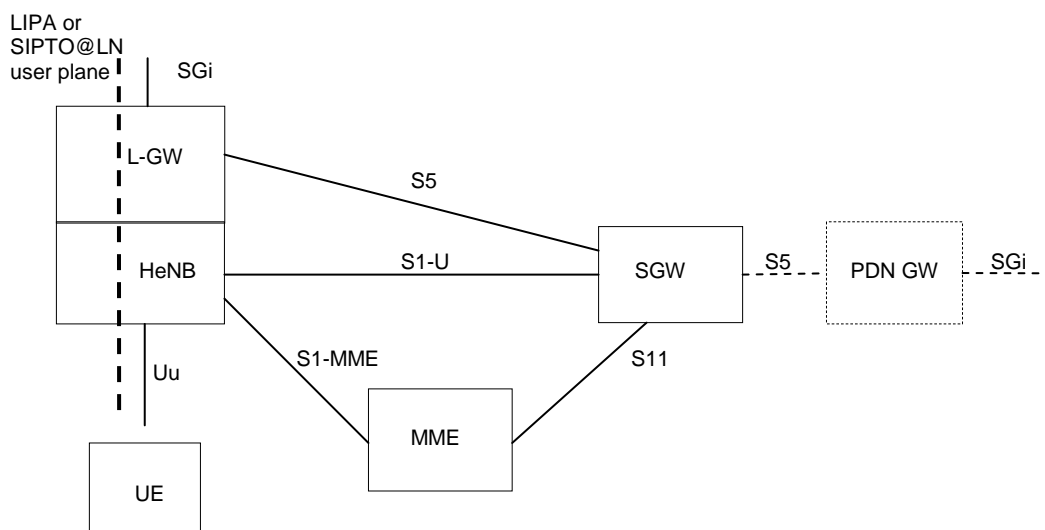 LIPA or
SIPTO@LN
user plane
SGi
L-GW
S5
HeNB
S1-U
SGW
S5
PDN GW
SGi
S1-MME
S11
Uu
MME
UE